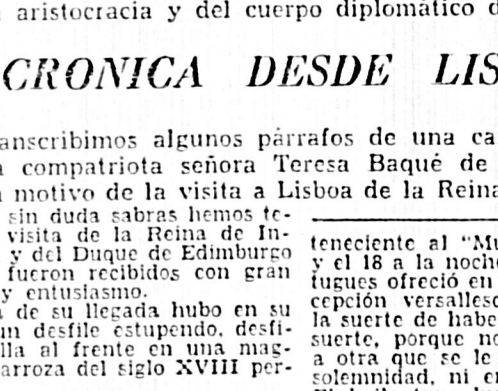 aristocracia y del cuerpo diplomático d
CRONICA DESDE LIS
anscribimos algunos párrafos de una ca
compatriota señora Teresa Baqué de
motivo de la visita a Lisboa de la Reina
sin duda sabras hemos te-
visita de la Reina de In-
y del Duque de Edimburgo
fueron recibidos con gran
y entusiasmo.
de su llegada hubo en su
un desfile estupendo, desfi-
lla al frente en una mag-
arroza del siglo XVIII per-
teneciente al "Mu
y el 18 a la noche
tugues ofreció en
cepción versallesc
la suerte de habe
suerte, porque no
a otra que se le
solemnidad, ni e